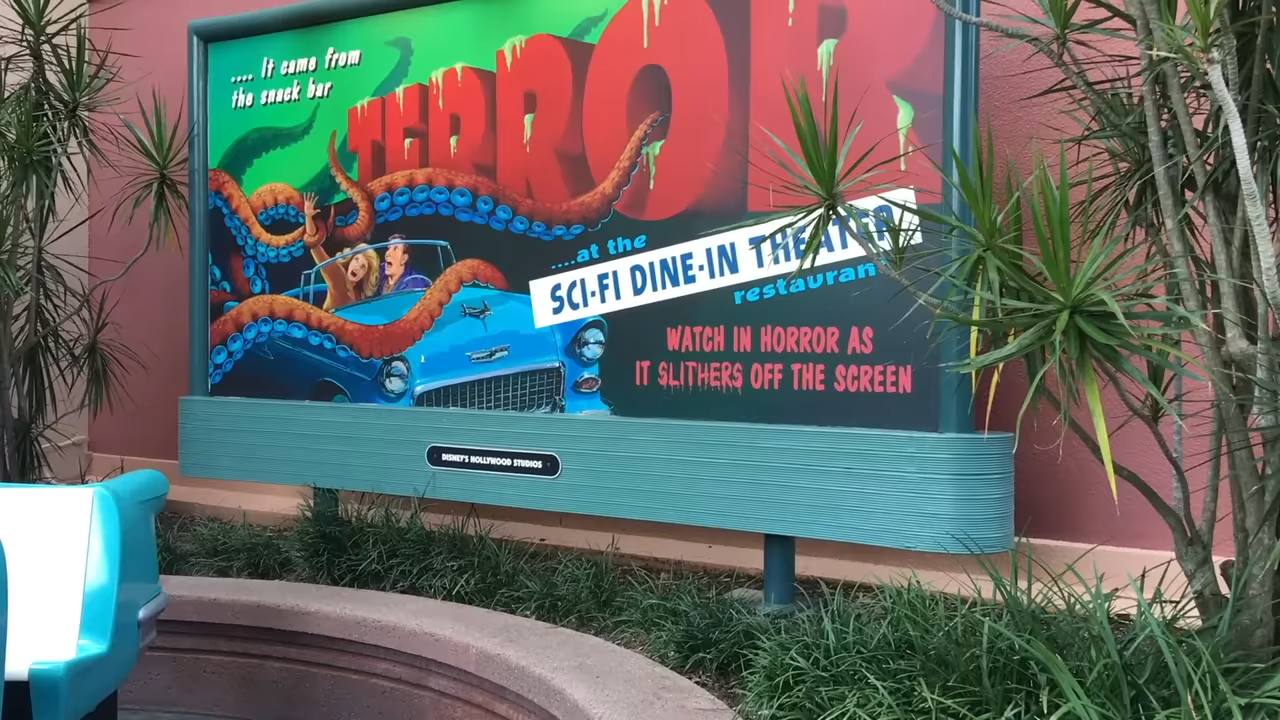 .... It came from
the snack bar
TERROR
....at the
SCI-FI DINE-IN THEATER
restaurant
WATCH IN HORROR AS
IT SLITHERS OFF THE SCREEN
DISNEY'S HOLLYWOOD STUDIOS